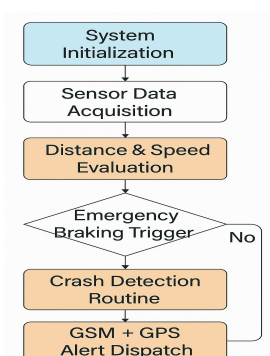 System
Initialization
Sensor Data
Acquisition
Distance & Speed
Evaluation
Emergency
Braking Trigger
No
Crash Detection
Routine
GSM + GPS
Alert Dispatch